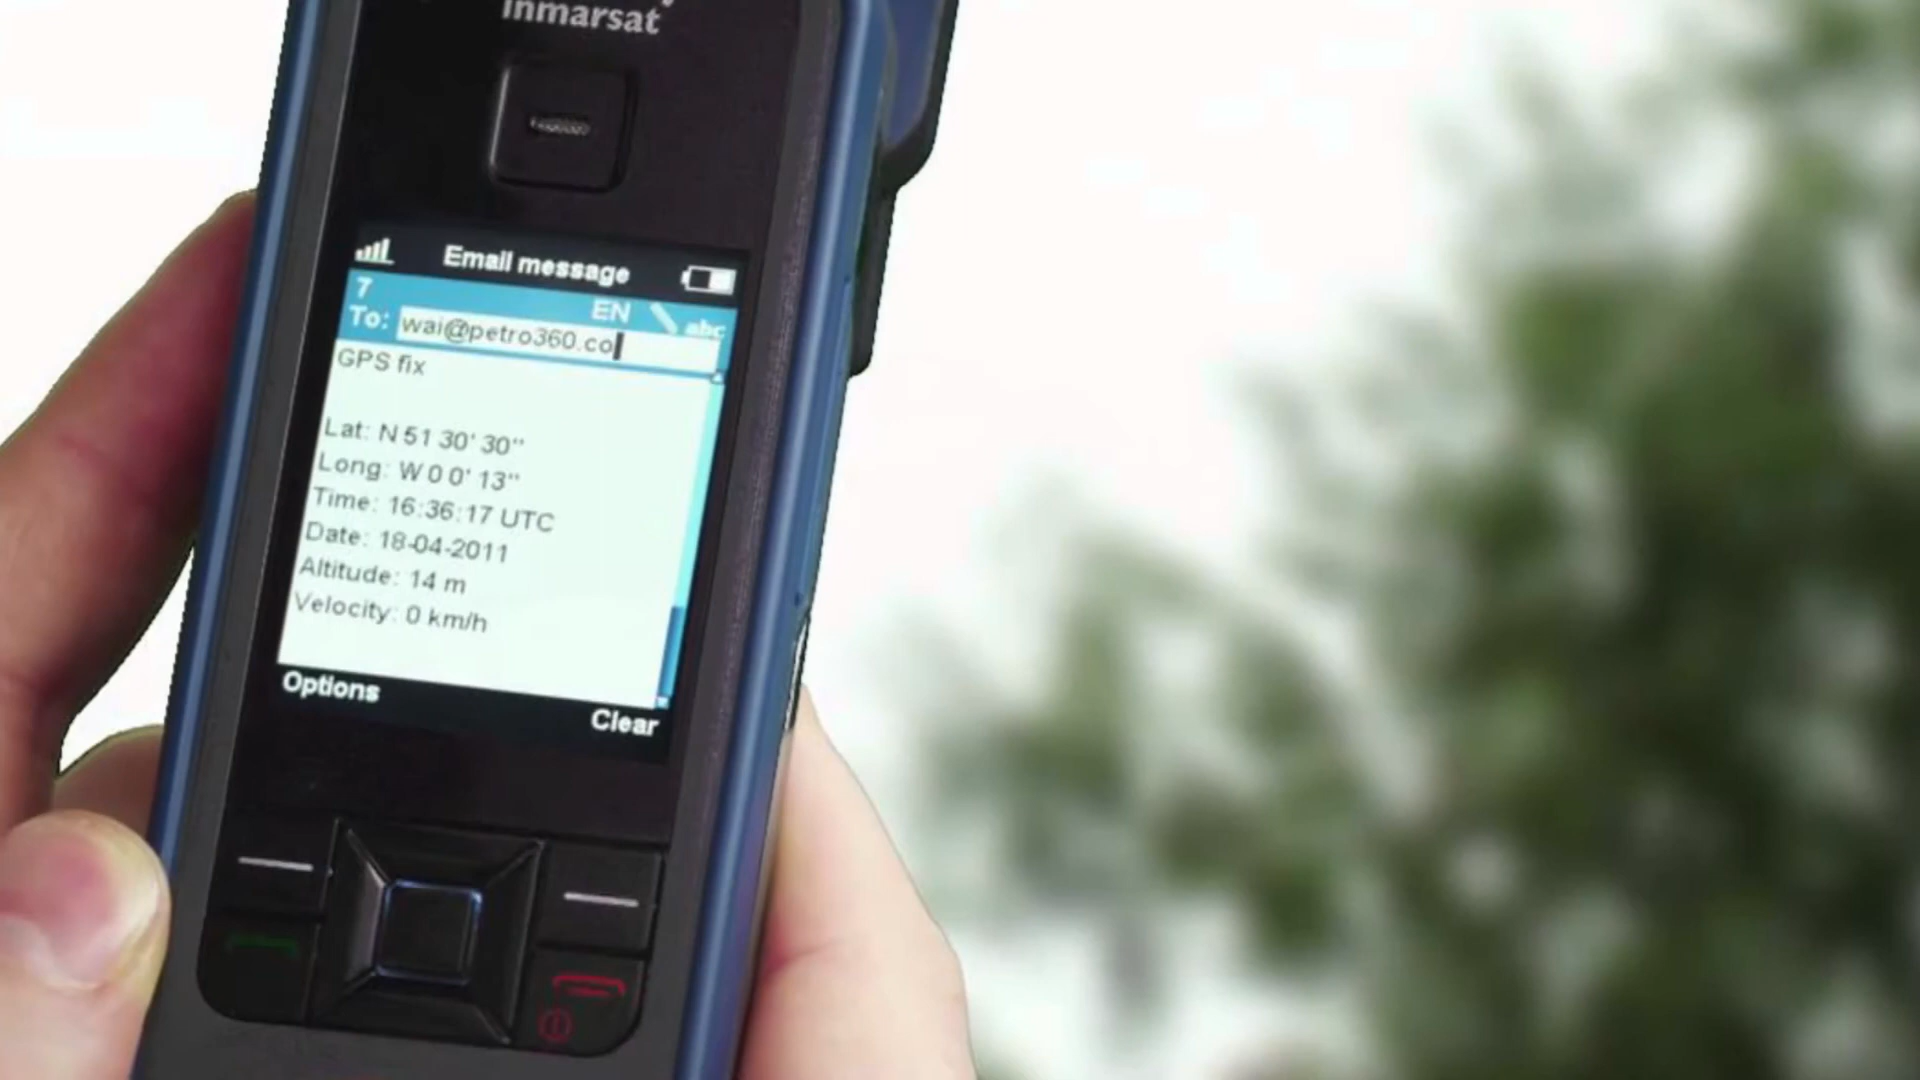 inmarsat
Email message
7
EN abc
To: wai@petro360.co
GPS fix
Lat: N 51 30' 30"
Long: W 0 0' 13"
Time: 16:36:17 UTC
Date: 18-04-2011
Altitude: 14 m
Velocity: 0 km/h
Options
Clear